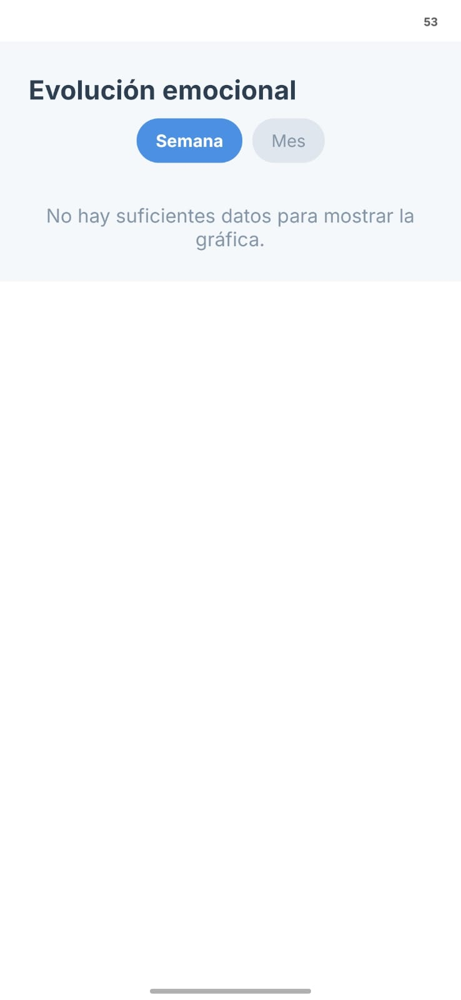 53
Evolución emocional
Semana
Mes
No hay suficientes datos para mostrar la
gráfica.